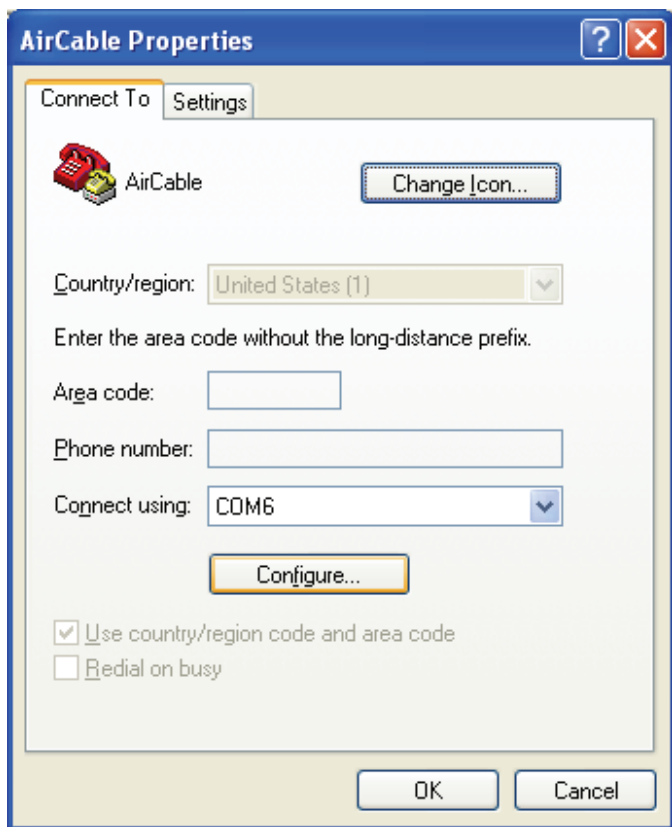 AirCable Properties
Connect To Settings
AirCable Change Icon...
Country/region: United States (1)
Enter the area code without the long-distance prefix.
Area code:
Phone number:
Connect using: COM6
Configure...
Use country/region code and area code
Redial on busy
OK Cancel